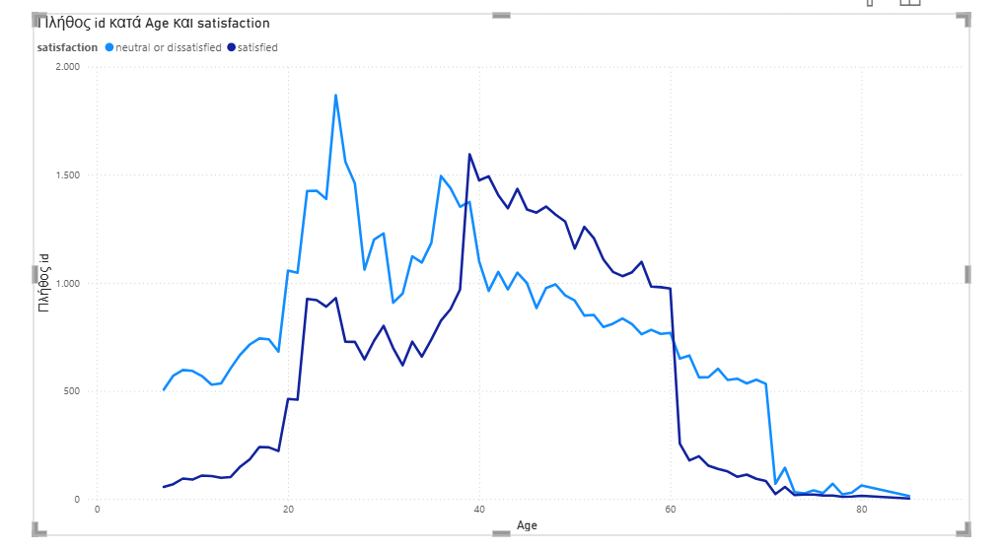 Πλήθος id κατά Age και satisfaction
satisfaction neutral or dissatisfied satisfied
2.000
1.500
1.000
500
0
Πλήθος id
0 20 40 60 80
Age